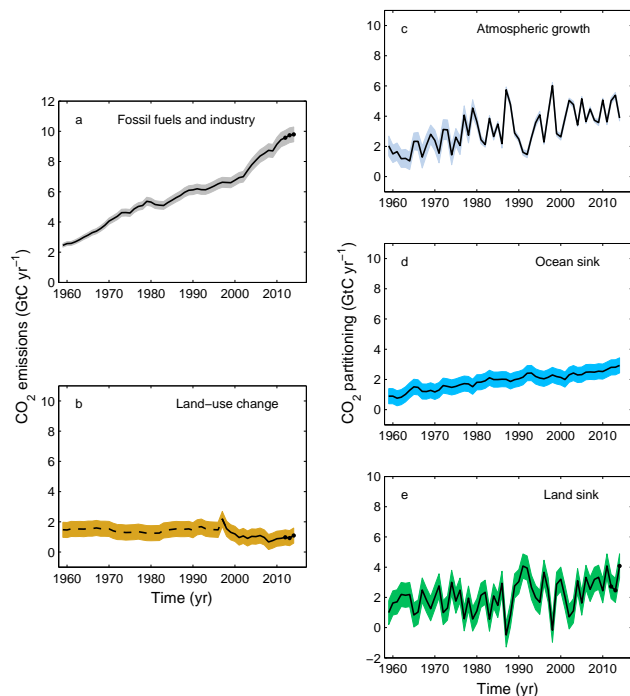 a Fossil fuels and industry
12
10
8
6
4
2
0
1960 1970 1980 1990 2000 2010
b Land−use change
10
8
6
4
2
0
1960 1970 1980 1990 2000 2010
Time (yr)
CO2 emissions (GtC yr−1)
c Atmospheric growth
10
8
6
4
2
0
1960 1970 1980 1990 2000 2010
d Ocean sink
10
8
6
4
2
0
1960 1970 1980 1990 2000 2010
e Land sink
10
8
6
4
2
0
−2
1960 1970 1980 1990 2000 2010
Time (yr)
CO2 partitioning (GtC yr−1)